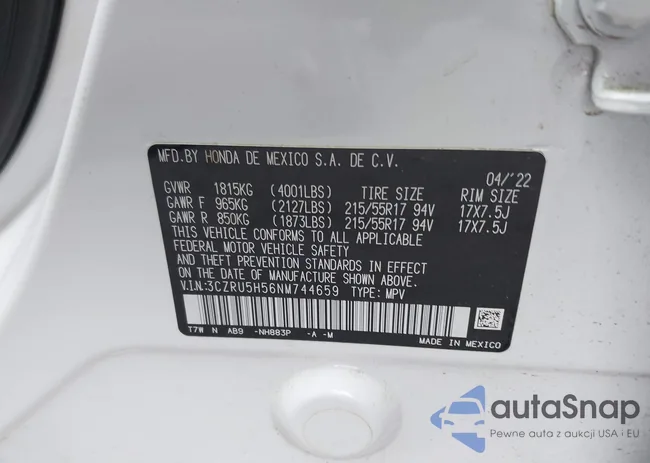 MFD.BY HONDA DE MEXICO S.A. DE C.V.
04/'22
GVWR 1815KG (4001LBS) TIRE SIZE RIM SIZE
GAWR F 965KG (2127LBS) 215/55R17 94V 17X7.5J
GAWR R 850KG (1873LBS) 215/55R17 94V 17X7.5J
THIS VEHICLE CONFORMS TO ALL APPLICABLE
FEDERAL MOTOR VEHICLE SAFETY
AND THEFT PREVENTION STANDARDS IN EFFECT ON
THE DATE OF MANUFACTURE SHOWN ABOVE.
V.I.N:3CZRU5H56NM744659 TYPE: MPV
T7W N AB9 -NH883P -A -M
MADE IN MEXICO
autaSnap
Pewne auta z aukcji USA i EU